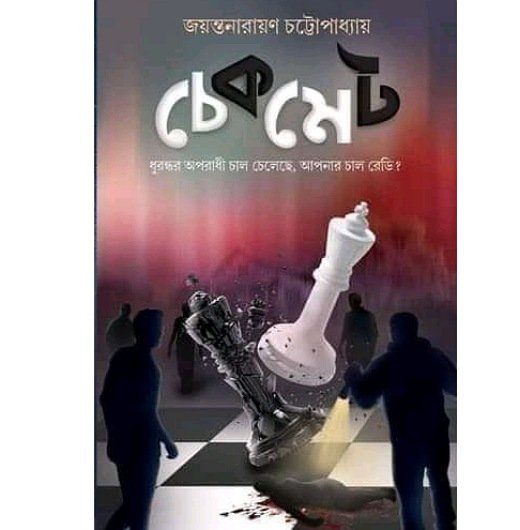 জয়ন্তনারায়ণ চট্টোপাধ্যায়
চেকমেট
ধুরন্ধর অপরাধী চাল চেলেছে, আপনার চাল রেডি?